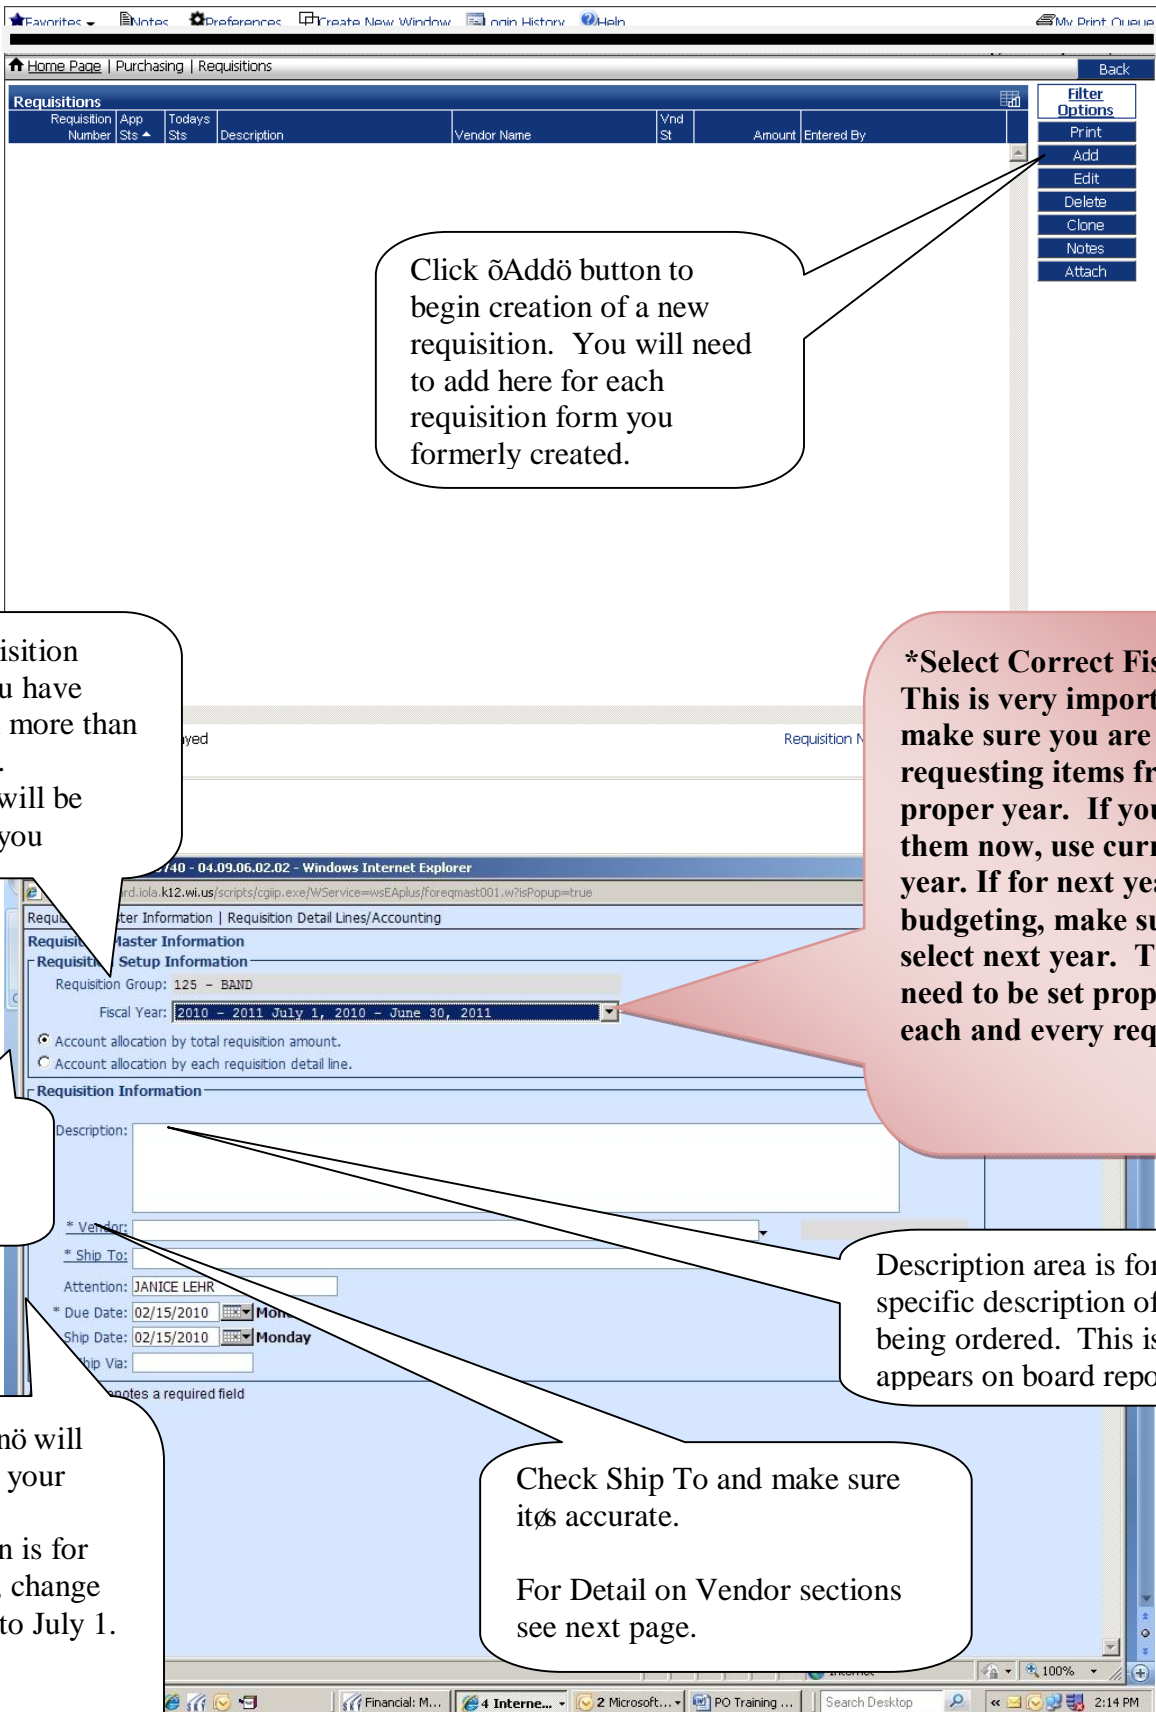 Favorites Notes Preferences Create New Window Login History Help My Print Queue
Home Page | Purchasing | Requisitions
Back
Requisitions
Requisition Number App Sts Todays Sts Description Vendor Name Vnd St Amount Entered By
Filter Options
Print
Add
Edit
Delete
Clone
Notes
Attach
Click õAddö button to
begin creation of a new
requisition. You will need
to add here for each
requisition form you
formerly created.
isition
u have
more than
.
will be
you
yed
Requisition N
*Select Correct Fis
This is very import
make sure you are
requesting items fr
proper year. If you
them now, use curr
year. If for next yea
budgeting, make su
select next year. T
need to be set prop
each and every req
740 - 04.09.06.02.02 - Windows Internet Explorer
rd.iola.k12.wi.us/scripts/cgiip.exe/WService=wsEAplus/foreqmast001.w?isPopup=true
ter Information | Requisition Detail Lines/Accounting
Master Information
Setup Information
Requisition Group: 125 - BAND
Fiscal Year: 2010 - 2011 July 1, 2010 - June 30, 2011
Account allocation by total requisition amount.
Account allocation by each requisition detail line.
Requisition Information
Description:
* Vendor:
* Ship To:
Attention: JANICE LEHR
* Due Date: 02/15/2010 Mon
Ship Date: 02/15/2010 Monday
Ship Via:
enotes a required field
Description area is for
specific description of
being ordered. This is
appears on board repo
nö will
your
n is for
, change
to July 1.
Check Ship To and make sure
itøs accurate.
For Detail on Vendor sections
see next page.
Internet 100%
Financial: M... 4 Interne... 2 Microsoft... PO Training ... Search Desktop 2:14 PM